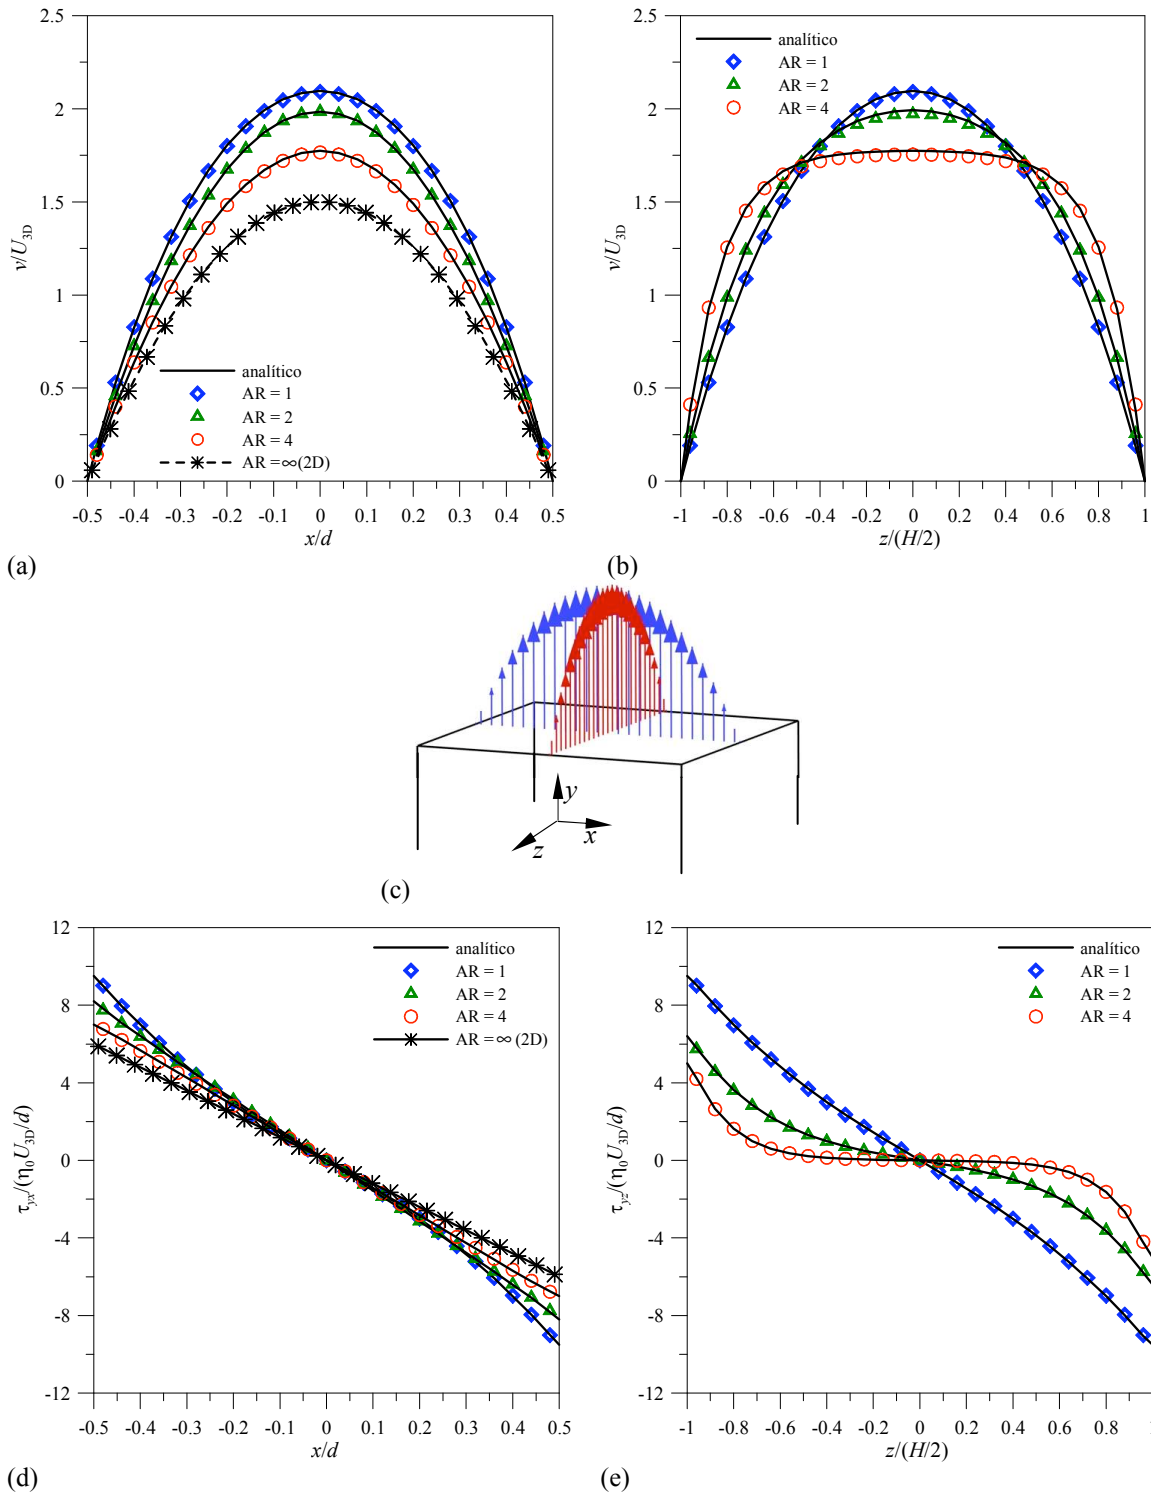 2.5
2
1.5
1
0.5
0
v/U3D
analítico
AR = 1
AR = 2
AR = 4
AR = ∞ (2D)
-0.5 -0.4 -0.3 -0.2 -0.1 0 0.1 0.2 0.3 0.4 0.5
x/d
(a)
2.5
2
1.5
1
0.5
0
v/U3D
analítico
AR = 1
AR = 2
AR = 4
-1 -0.8 -0.6 -0.4 -0.2 0 0.2 0.4 0.6 0.8 1
z/(H/2)
(b)
y
x
z
(c)
12
8
4
0
-4
-8
-12
τyx/(η0U3D/d)
analítico
AR = 1
AR = 2
AR = 4
AR = ∞ (2D)
-0.5 -0.4 -0.3 -0.2 -0.1 0 0.1 0.2 0.3 0.4 0.5
x/d
(d)
12
8
4
0
-4
-8
-12
τyz/(η0U3D/d)
analítico
AR = 1
AR = 2
AR = 4
-1 -0.8 -0.6 -0.4 -0.2 0 0.2 0.4 0.6 0.8 1
z/(H/2)
(e)